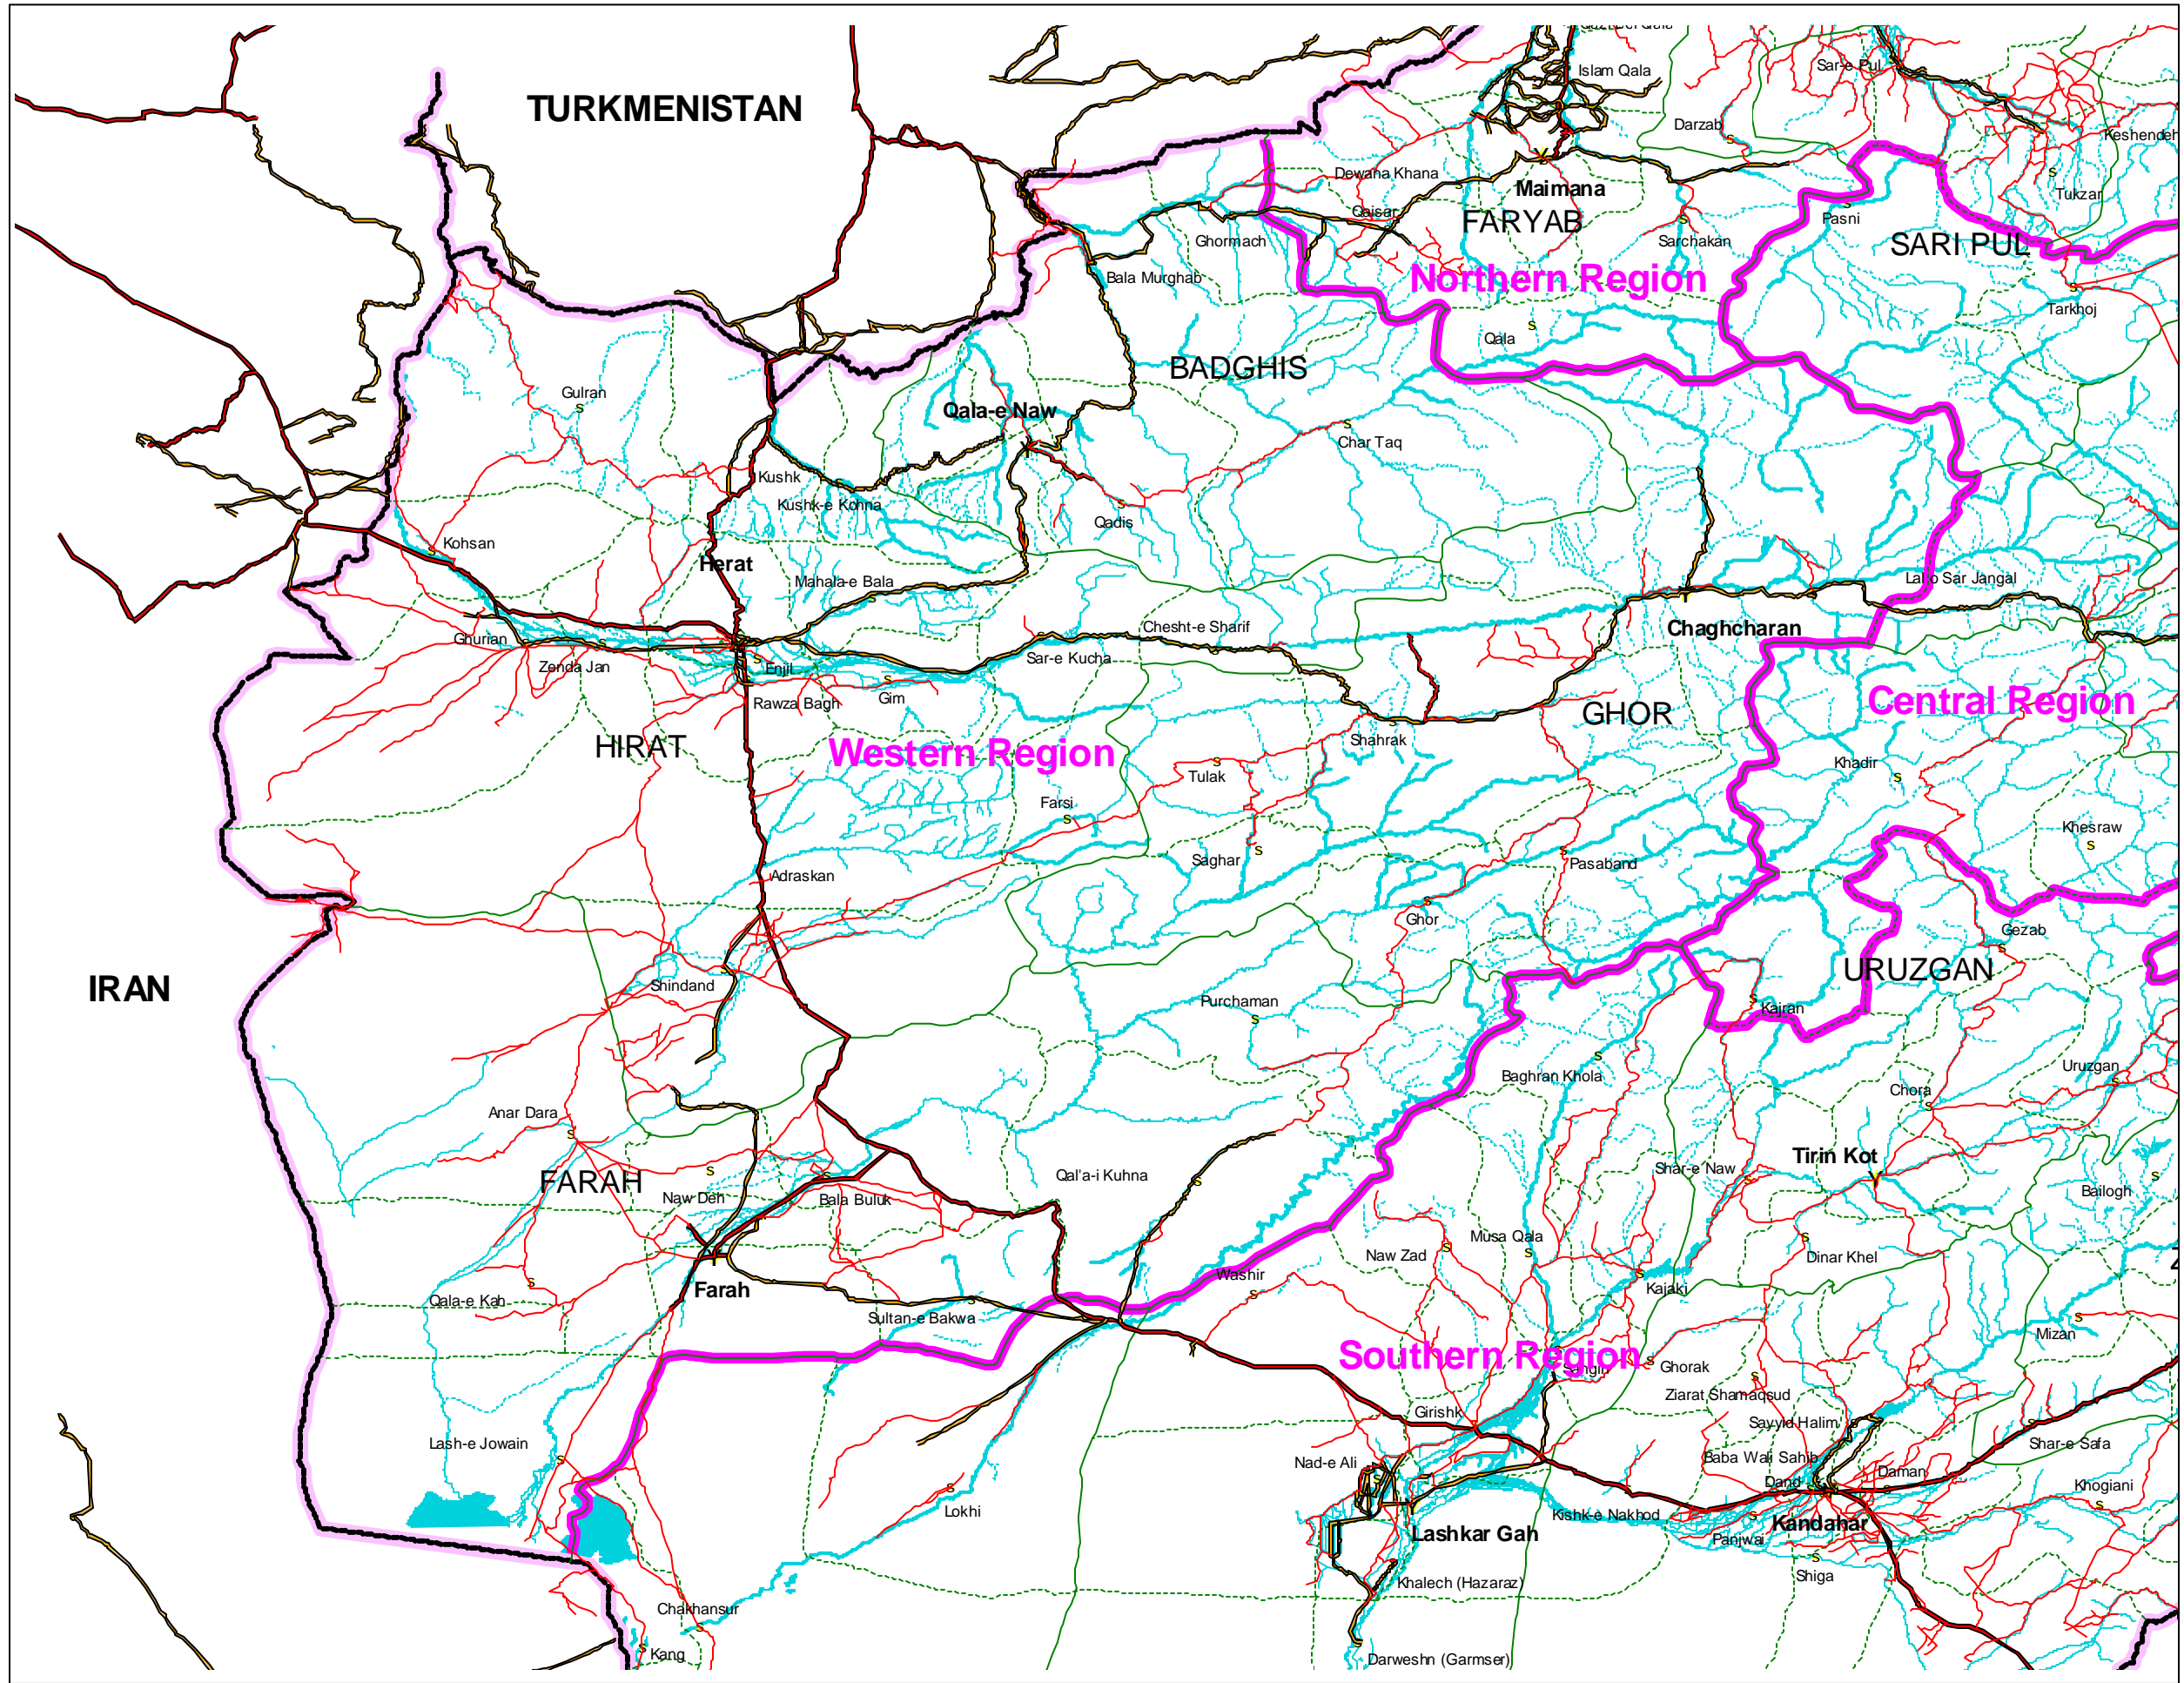 Islam Qala
Sar-e Pul
TURKMENISTAN
Darzab
Keshendeh
Dewana Khana
Maimana
Tukzar
Qaisar
FARYAB
Pasni
Ghormach
Sarchakan
SARI PUL
Bala Murghab
Northern Region
Tarkhoj
Qala
BADGHIS
Gulran
Qala-e Naw
Char Taq
Kushk
Kushk-e Kohna
Qadis
Kohsan
Herat
Mahala-e Bala
Lal o Sar Jangal
Chesht-e Sharif
Chaghcharan
Ghurian
Zenda Jan
Enjil
Sar-e Kucha
Rawza Bagh
Gim
Central Region
GHOR
HIRAT
Western Region
Shahrak
Tulak
Khadir
Farsi
Khesraw
Saghar
Pasaband
Adraskan
Ghor
Gezab
IRAN
Shindand
URUZGAN
Purchaman
Kajran
Baghran Khola
Uruzgan
Chora
Anar Dara
Tirin Kot
FARAH
Naw Deh
Bala Buluk
Qal'a-i Kuhna
Shar-e Naw
Bailogh
Musa Qala
Naw Zad
Dinar Khel
Washir
Farah
Kajaki
Qala-e Kah
Sultan-e Bakwa
Mizan
Southern Region
Sangin
Ghorak
Ziarat Shamaqsud
Girishk
Sayyid Halim
Lash-e Jowain
Shar-e Safa
Nad-e Ali
Baba Wali Sahib
Daman
Dand
Khogiani
Lokhi
Kishk-e Nakhod
Lashkar Gah
Kandahar
Panjwai
Shiga
Khalech (Hazaraz)
Chakhansur
Kang
Darweshn (Garmser)